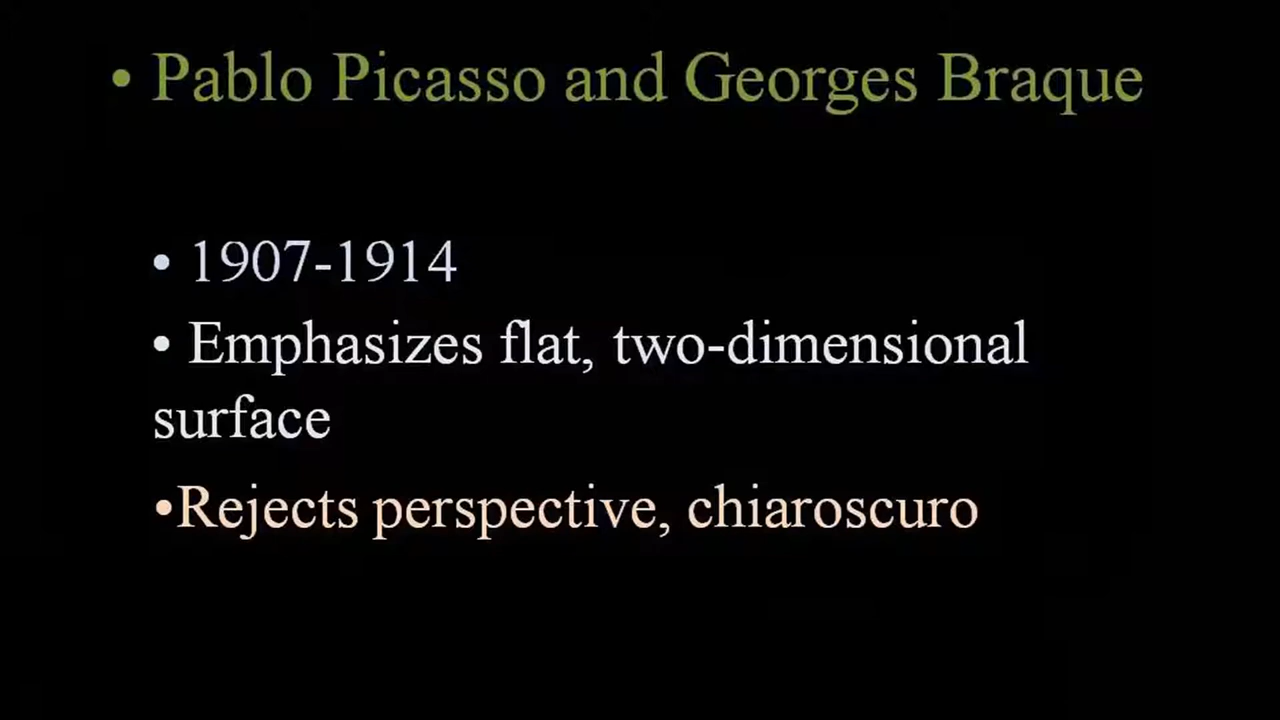 • Pablo Picasso and Georges Braque
• 1907-1914
• Emphasizes flat, two-dimensional
surface
•Rejects perspective, chiaroscuro